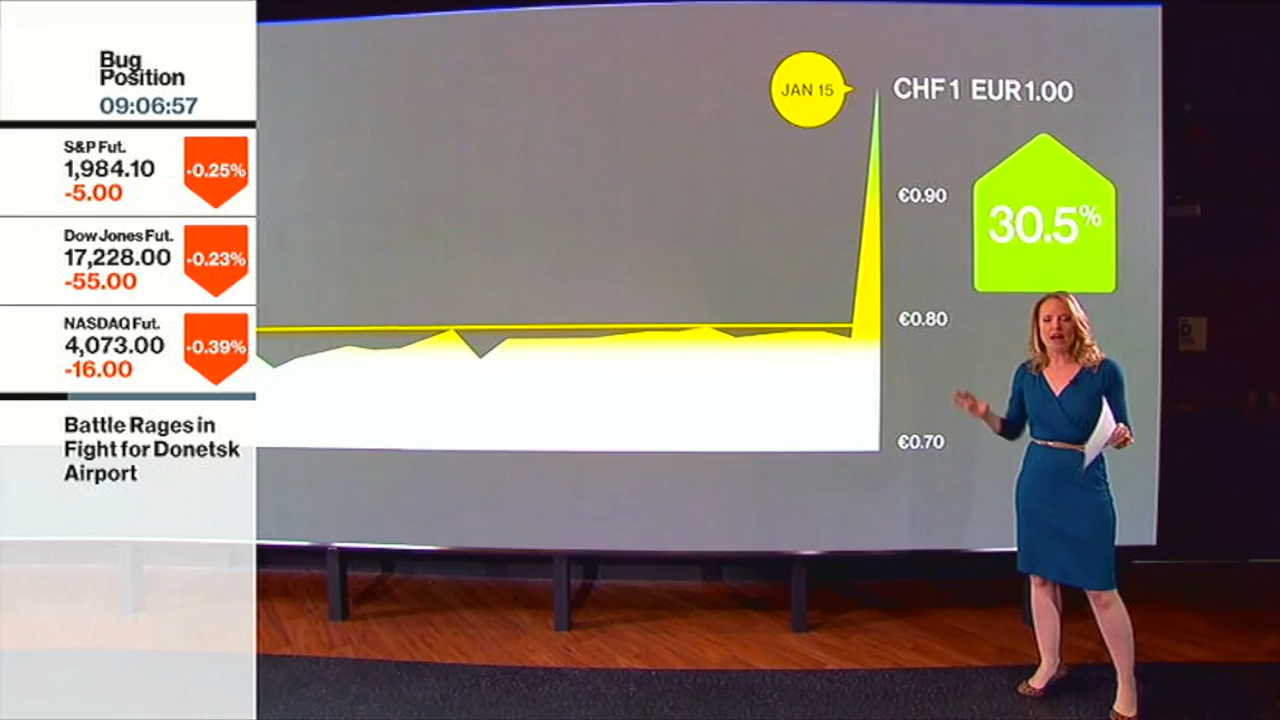 Bug
Position
09:06:57
S&P Fut.
1,984.10
-5.00
-0.25%
Dow Jones Fut.
17,228.00
-55.00
-0.23%
NASDAQ Fut.
4,073.00
-16.00
-0.39%
Battle Rages in
Fight for Donetsk
Airport
JAN 15
CHF1 EUR1.00
€0.90
30.5%
€0.80
€0.70